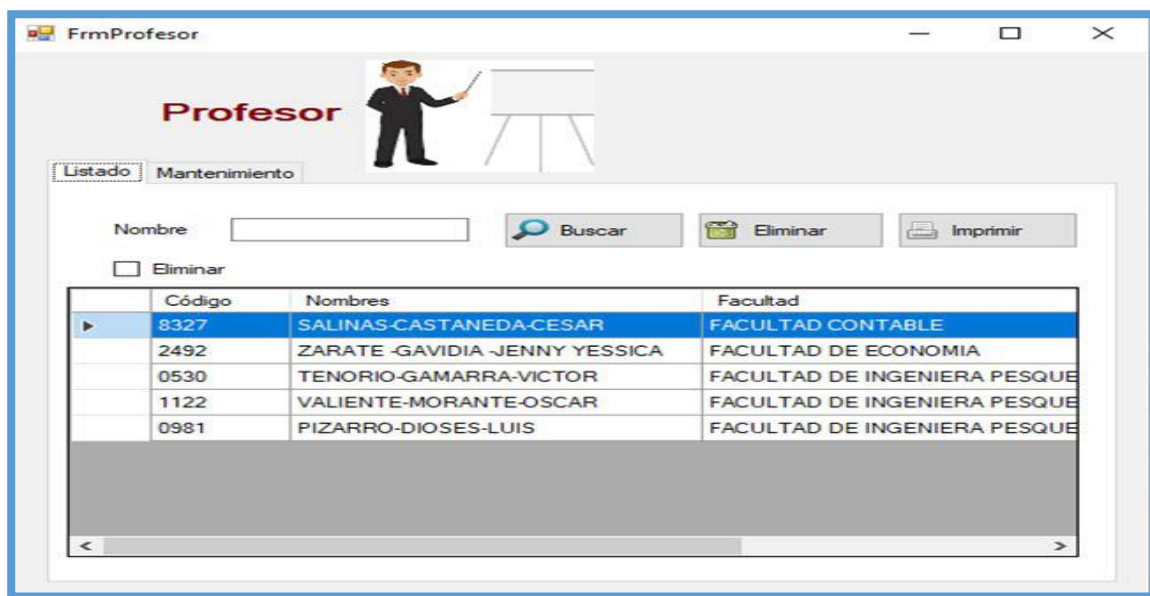 FrmProfesor
Profesor
Listado Mantenimiento
Nombre Buscar Eliminar Imprimir
Eliminar
Código Nombres Facultad
8327 SALINAS-CASTANEDA-CESAR FACULTAD CONTABLE
2492 ZARATE -GAVIDIA -JENNY YESSICA FACULTAD DE ECONOMIA
0530 TENORIO-GAMARRA-VICTOR FACULTAD DE INGENIERA PESQUE
1122 VALIENTE-MORANTE-OSCAR FACULTAD DE INGENIERA PESQUE
0981 PIZARRO-DIOSES-LUIS FACULTAD DE INGENIERA PESQUE